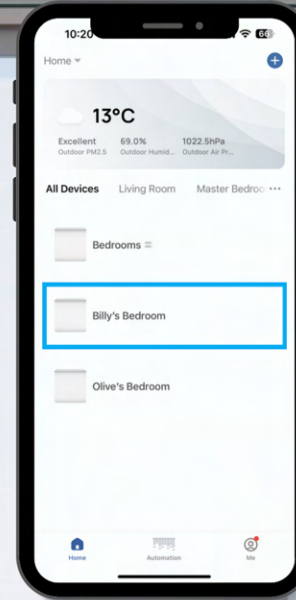 10:20
66
Home
13°C
Excellent 69.0% 1022.5hPa
Outdoor PM2.5 Outdoor Humid... Outdoor Air Pr...
All Devices Living Room Master Bedroo ...
Bedrooms
Billy's Bedroom
Olive's Bedroom
Home Automation Me